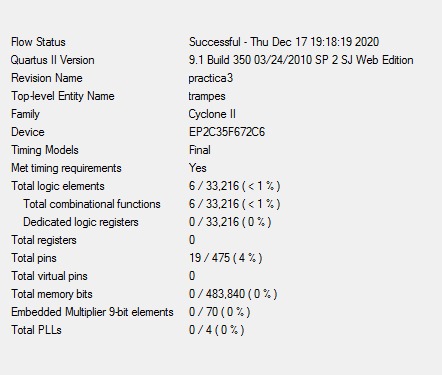 Flow Status Successful - Thu Dec 17 19:18:19 2020
Quartus II Version 9.1 Build 350 03/24/2010 SP 2 SJ Web Edition
Revision Name practica3
Top-level Entity Name trampes
Family Cyclone II
Device EP2C35F672C6
Timing Models Final
Met timing requirements Yes
Total logic elements 6 / 33,216 ( < 1 % )
Total combinational functions 6 / 33,216 ( < 1 % )
Dedicated logic registers 0 / 33,216 ( 0 % )
Total registers 0
Total pins 19 / 475 ( 4 % )
Total virtual pins 0
Total memory bits 0 / 483,840 ( 0 % )
Embedded Multiplier 9-bit elements 0 / 70 ( 0 % )
Total PLLs 0 / 4 ( 0 % )